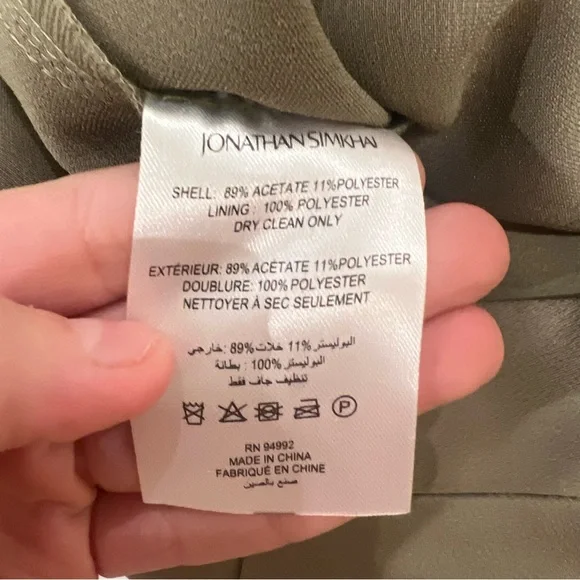 JONATHAN SIMKHAI
SHELL: 89% ACETATE 11%POLYESTER
LINING: 100% POLYESTER
DRY CLEAN ONLY
EXTÉRIEUR: 89% ACÉTATE 11%POLYESTER
DOUBLURE: 100% POLYESTER
NETTOYER À SEC SEULEMENT
البوليستر 11% خلات %89 :خارجي
البوليستر %100 : بطانة
تنظيف جاف فقط
P
RN 94992
MADE IN CHINA
FABRIQUÉ EN CHINE
صنع بالصين